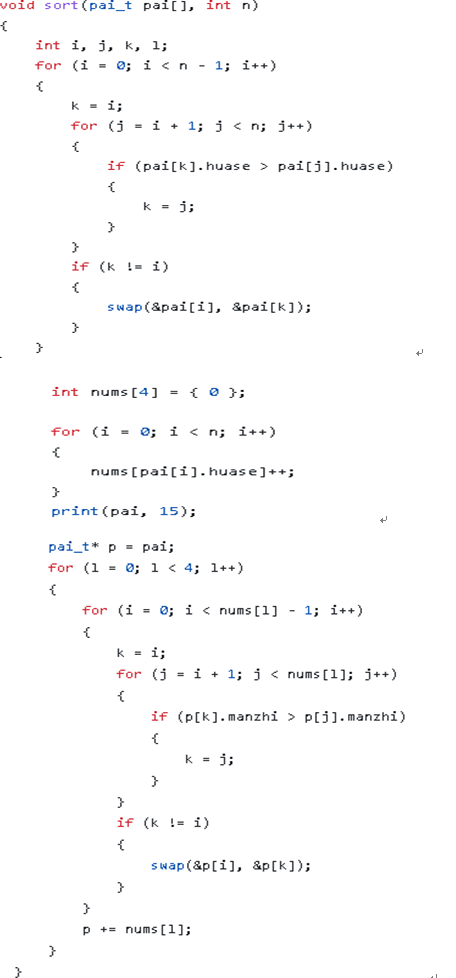 void sort(pai_t pai[], int n)
{
    int i, j, k, l;
    for (i = 0; i < n - 1; i++)
    {
        k = i;
        for (j = i + 1; j < n; j++)
        {
            if (pai[k].huase > pai[j].huase)
            {
                k = j;
            }
        }
        if (k != i)
        {
            swap(&pai[i], &pai[k]);
        }
    }
    int nums[4] = { 0 };
    for (i = 0; i < n; i++)
    {
        nums[pai[i].huase]++;
    }
    print(pai, 15);
    pai_t* p = pai;
    for (l = 0; l < 4; l++)
    {
        for (i = 0; i < nums[l] - 1; i++)
        {
            k = i;
            for (j = i + 1; j < nums[l]; j++)
            {
                if (p[k].manzhi > p[j].manzhi)
                {
                    k = j;
                }
            }
            if (k != i)
            {
                swap(&p[i], &p[k]);
            }
        }
        p += nums[l];
    }
}